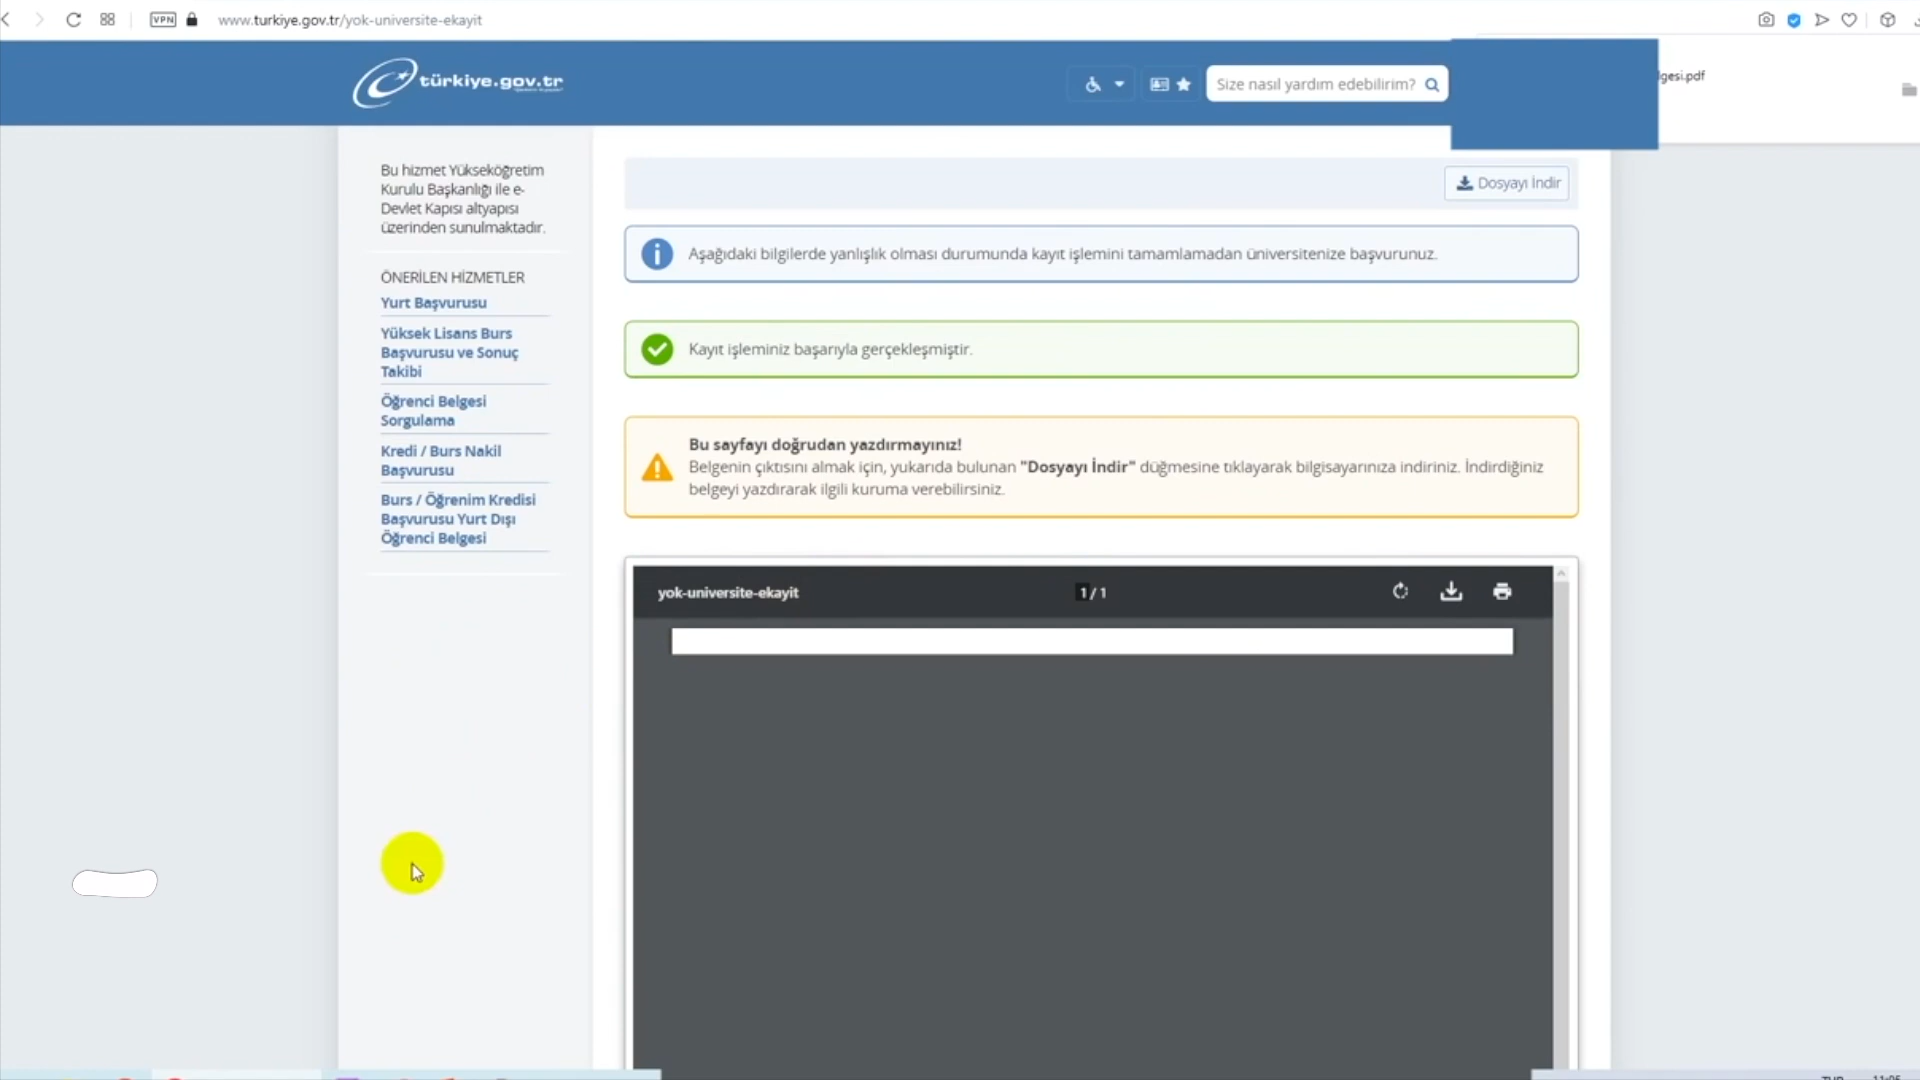 VPN
www.turkiye.gov.tr/yok-universite-ekayit
türkiye.gov.tr
Size nasıl yardım edebilirim?
lgesi.pdf
Bu hizmet Yükseköğretim
Kurulu Başkanlığı ile e-
Devlet Kapısı altyapısı
üzerinden sunulmaktadır.
ÖNERİLEN HİZMETLER
Yurt Başvurusu
Yüksek Lisans Burs
Başvurusu ve Sonuç
Takibi
Öğrenci Belgesi
Sorgulama
Kredi / Burs Nakil
Başvurusu
Burs / Öğrenim Kredisi
Başvurusu Yurt Dışı
Öğrenci Belgesi
Dosyayı İndir
Aşağıdaki bilgilerde yanlışlık olması durumunda kayıt işlemini tamamlamadan üniversitenize başvurunuz.
Kayıt işleminiz başarıyla gerçekleşmiştir.
Bu sayfayı doğrudan yazdırmayınız!
Belgenin çıktısını almak için, yukarıda bulunan "Dosyayı İndir" düğmesine tıklayarak bilgisayarınıza indiriniz. İndirdiğiniz
belgeyi yazdırarak ilgili kuruma verebilirsiniz.
yok-universite-ekayit
1 / 1